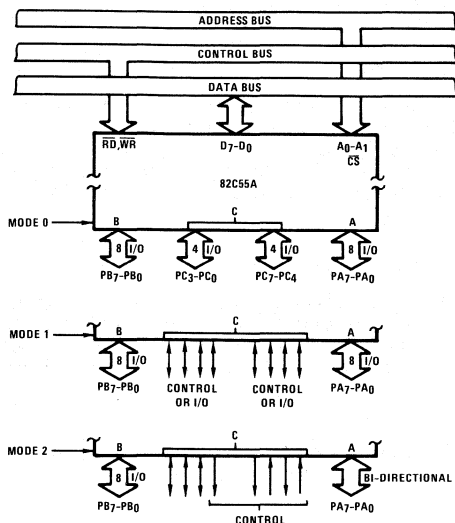 ADDRESS BUS
CONTROL BUS
DATA BUS
RD, WR D7-D0 A0-A1
CS
82C55A
MODE 0 B C A
8 I/O 4 I/O 4 I/O 8 I/O
PB7-PB0 PC3-PC0 PC7-PC4 PA7-PA0
MODE 1 B C A
8 I/O 8 I/O
PB7-PB0 CONTROL OR I/O CONTROL OR I/O PA7-PA0
MODE 2 B C A
8 I/O BI-DIRECTIONAL
PB7-PB0 CONTROL PA7-PA0